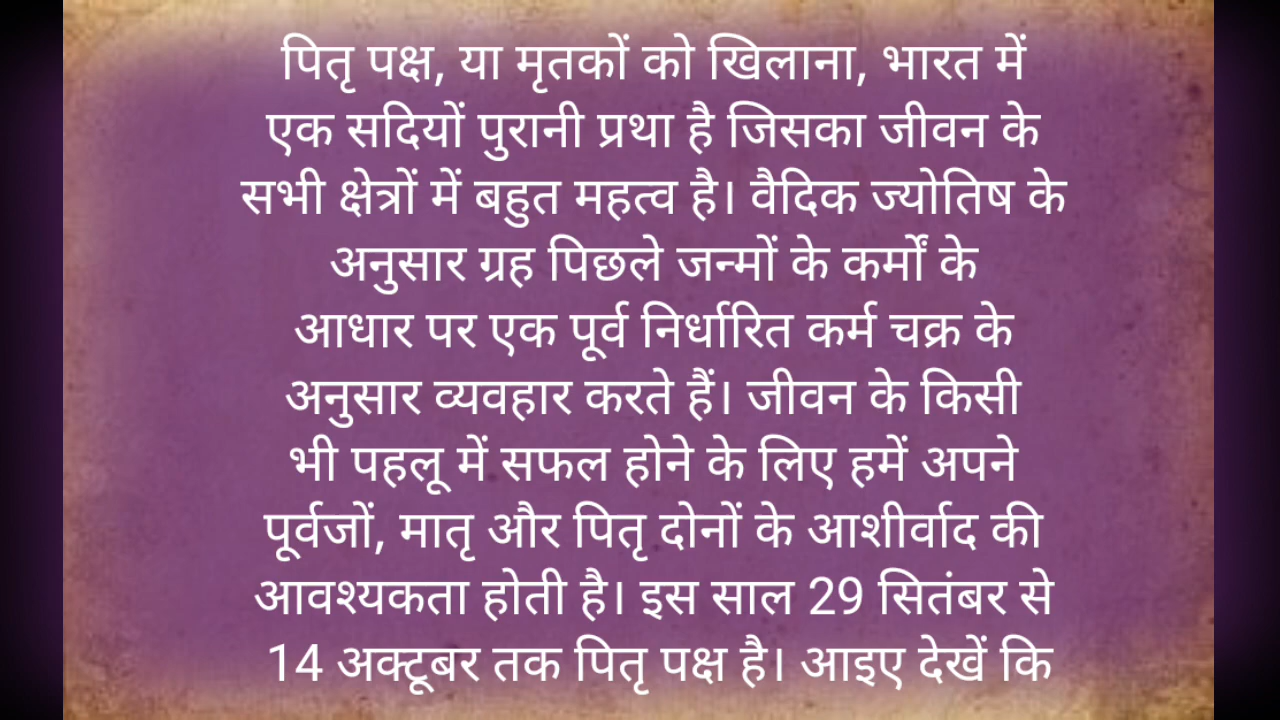 पितृ पक्ष, या मृतकों को खिलाना, भारत में
एक सदियों पुरानी प्रथा है जिसका जीवन के
सभी क्षेत्रों में बहुत महत्व है। वैदिक ज्योतिष के
अनुसार ग्रह पिछले जन्मों के कर्मों के
आधार पर एक पूर्व निर्धारित कर्म चक्र के
अनुसार व्यवहार करते हैं। जीवन के किसी
भी पहलू में सफल होने के लिए हमें अपने
पूर्वजों, मातृ और पितृ दोनों के आशीर्वाद की
आवश्यकता होती है। इस साल 29 सितंबर से
14 अक्टूबर तक पितृ पक्ष है। आइए देखें कि